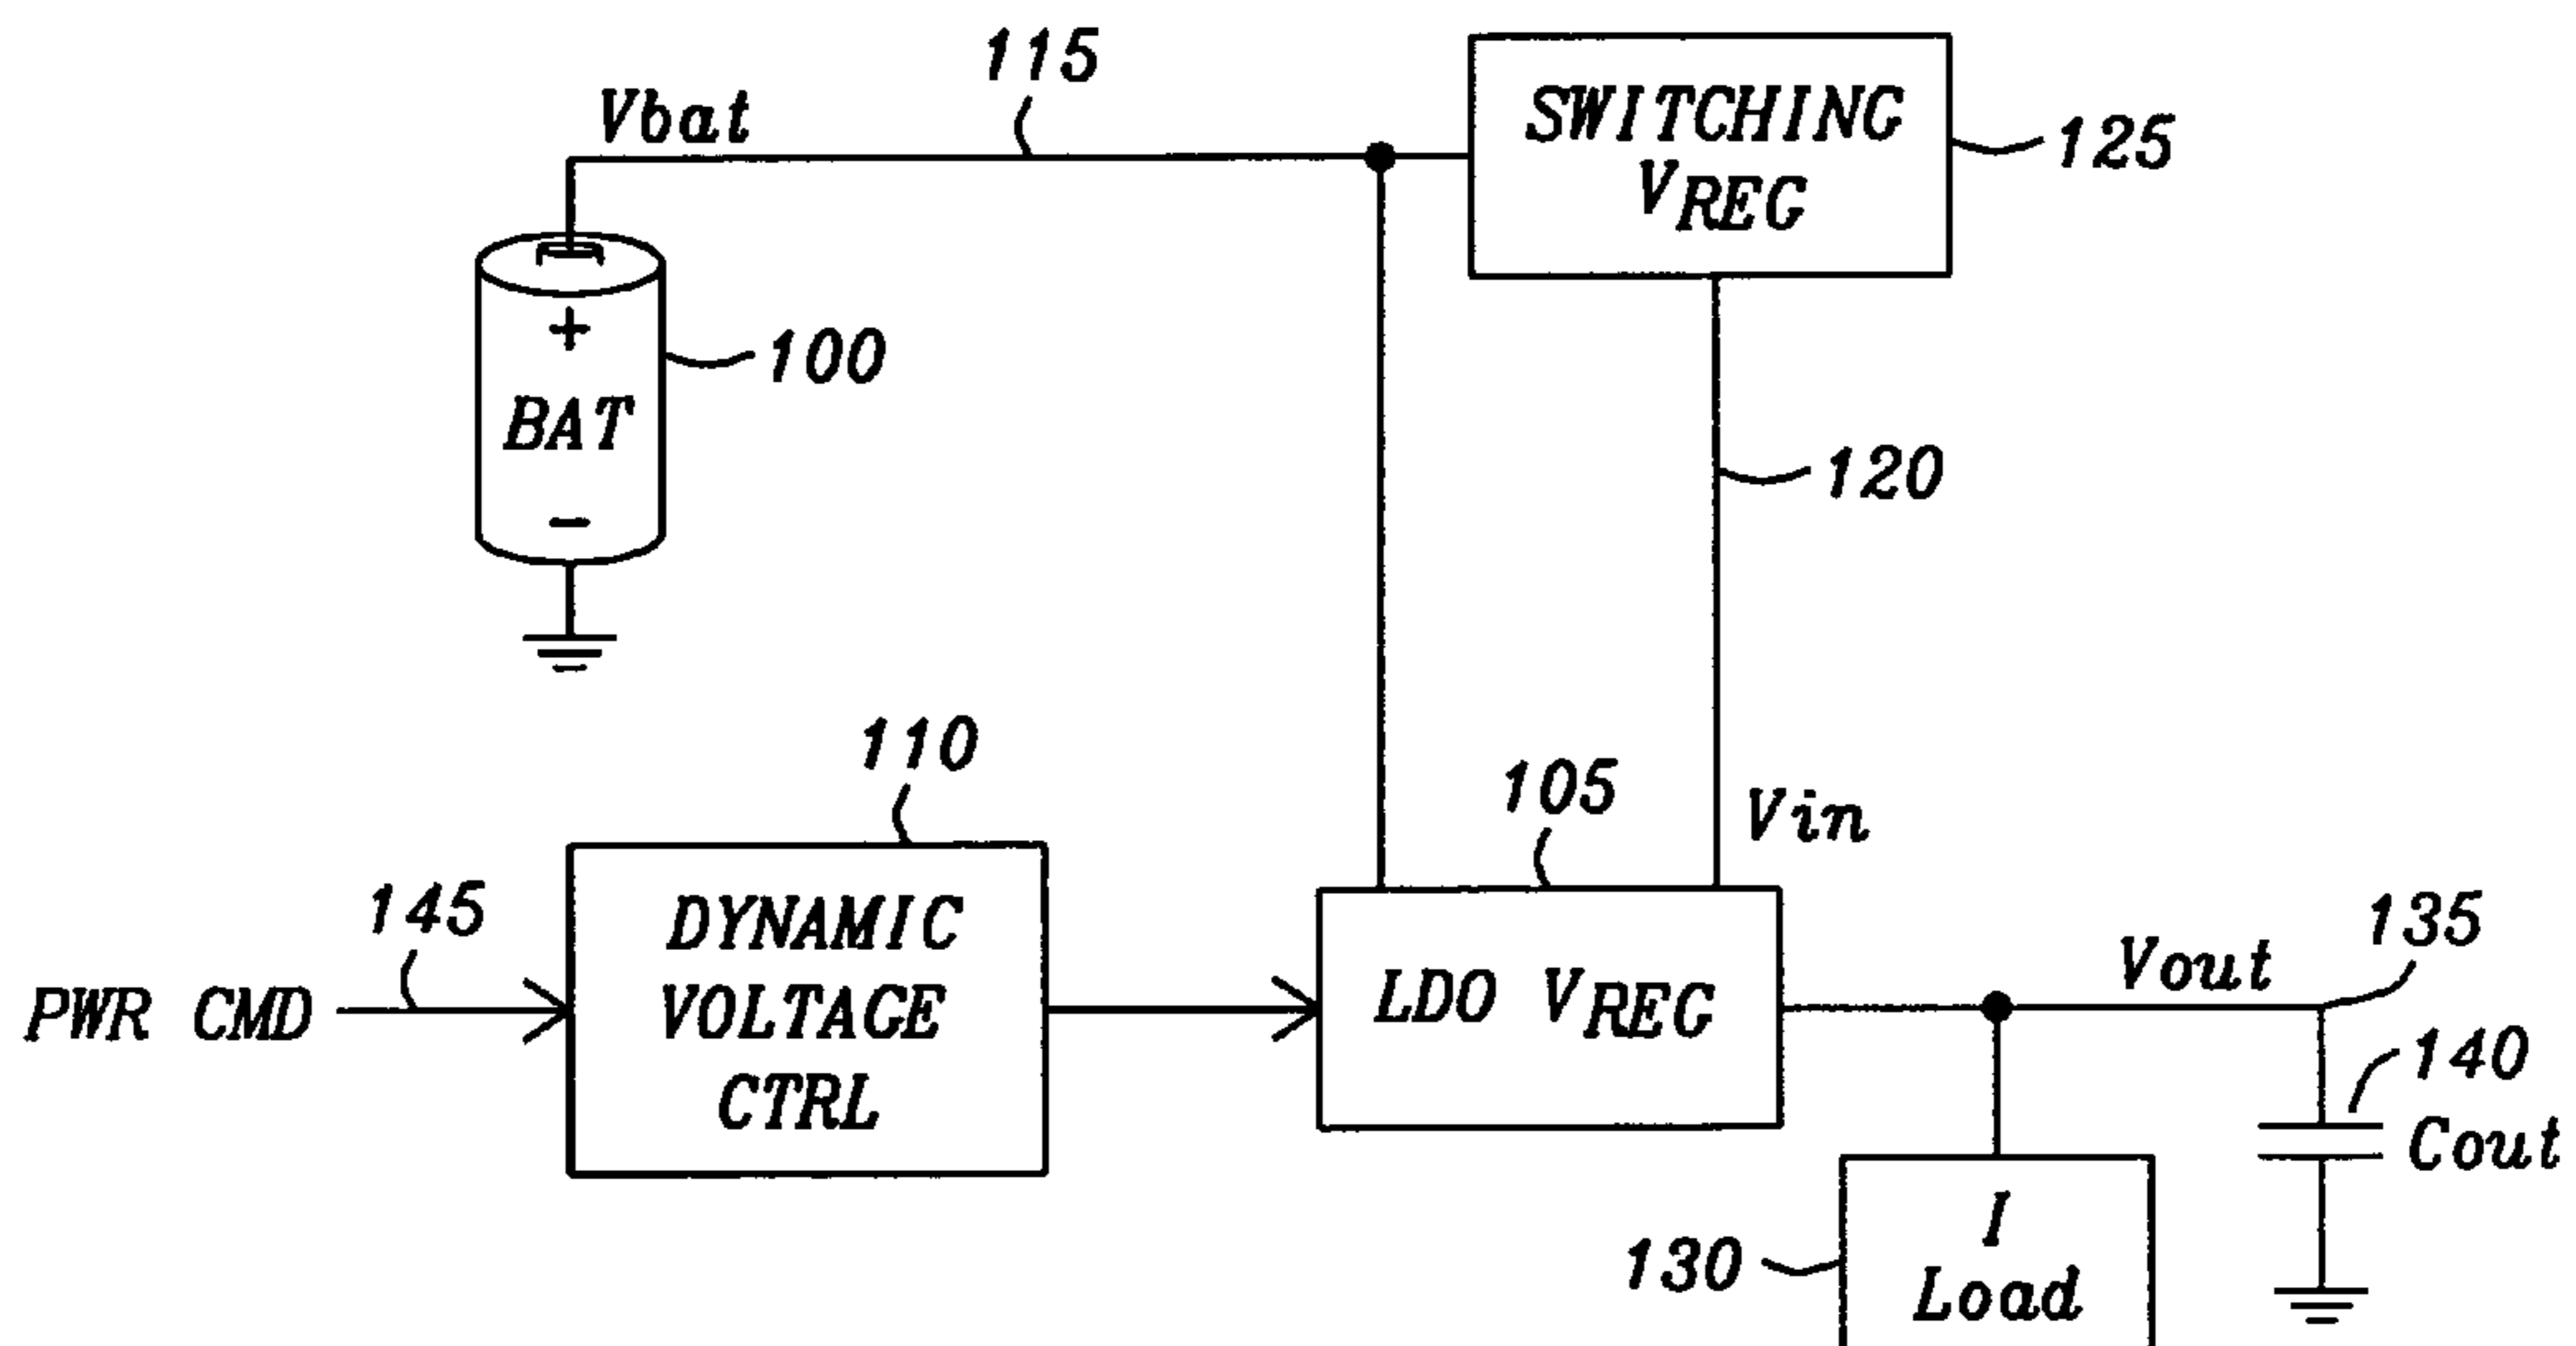 115
Vbat
SWITCHING
VREG
125
+
BAT
-
100
120
110
105
Vin
145
DYNAMIC
VOLTAGE
CTRL
PWR CMD
LDO VREG
135
Vout
140
Cout
130
I
Load